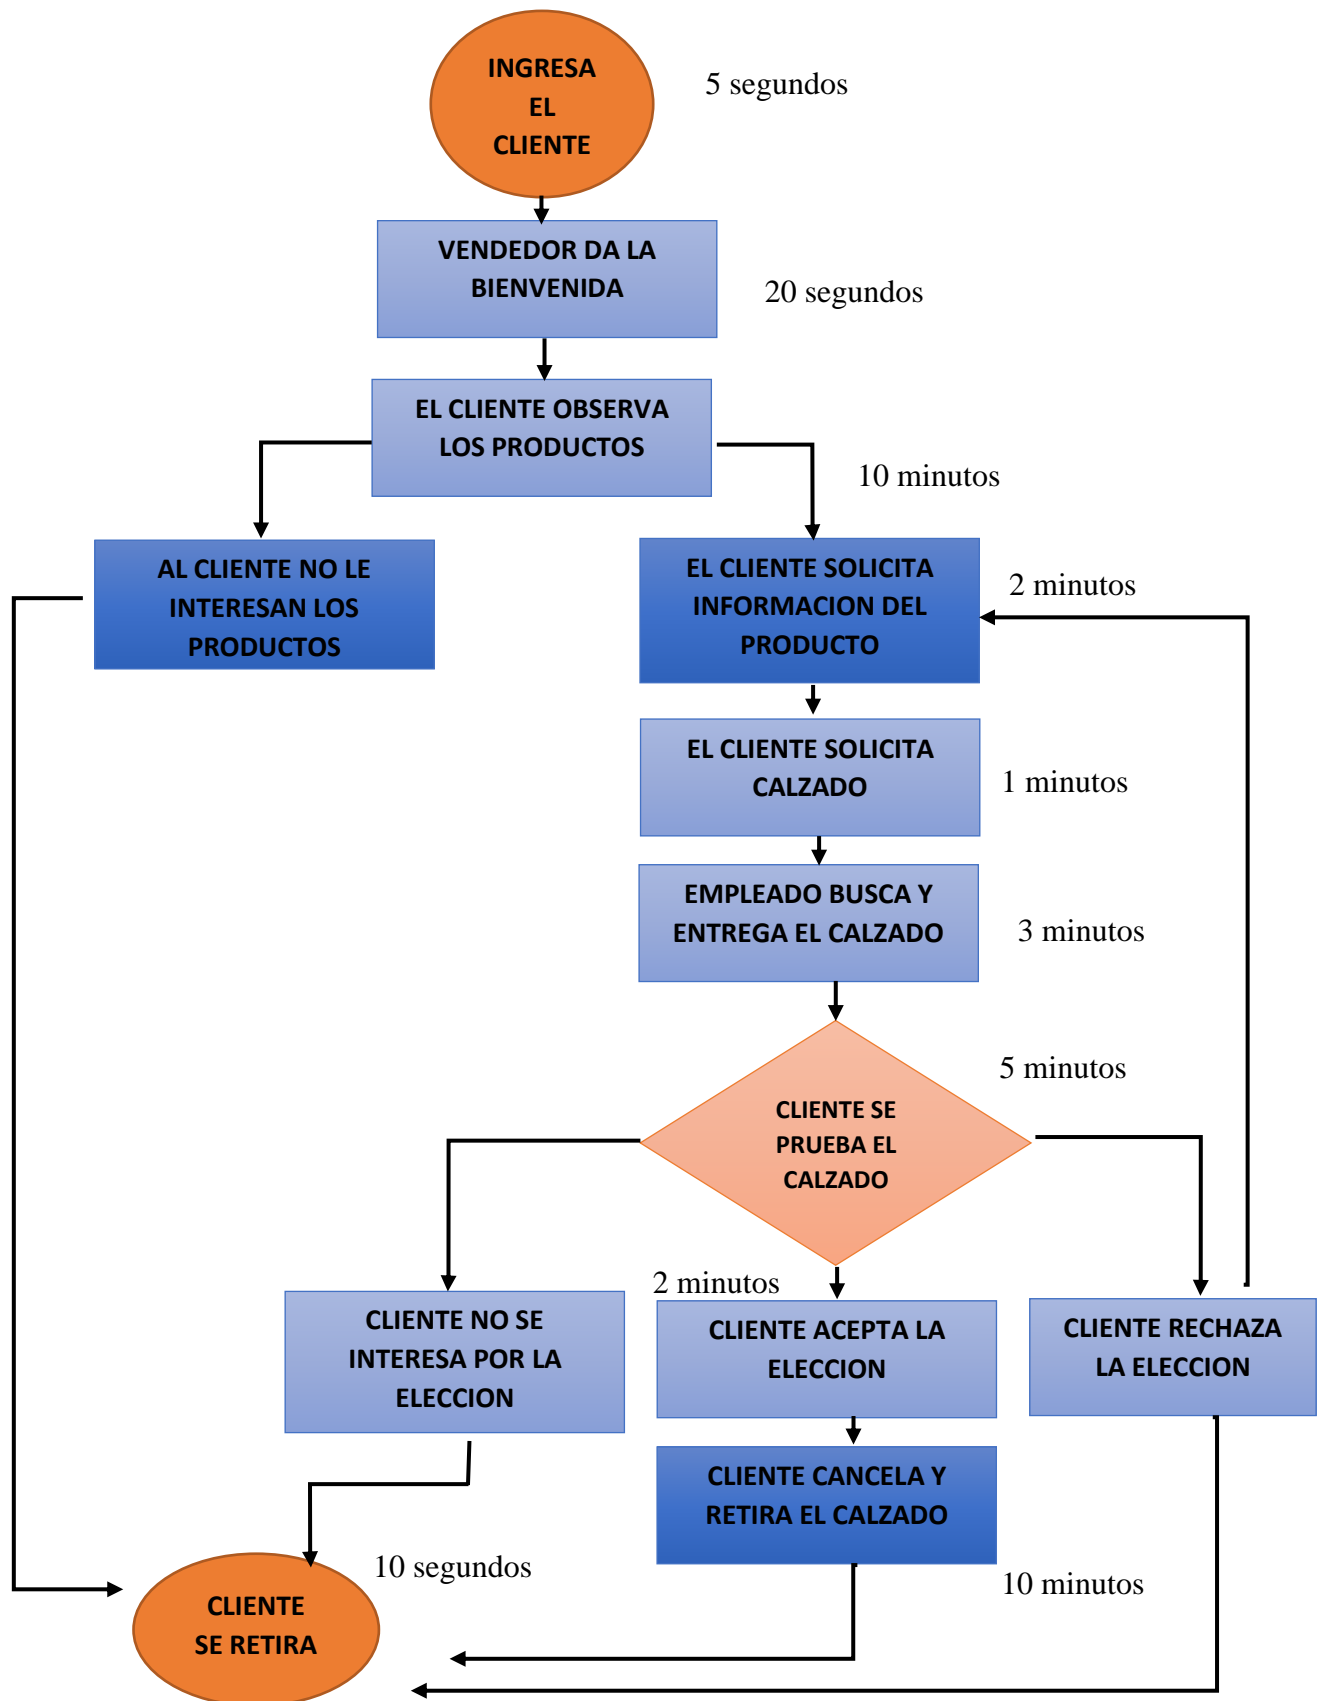 INGRESA
EL
CLIENTE
5 segundos
VENDEDOR DA LA
BIENVENIDA
20 segundos
EL CLIENTE OBSERVA
LOS PRODUCTOS
10 minutos
AL CLIENTE NO LE
INTERESAN LOS
PRODUCTOS
EL CLIENTE SOLICITA
INFORMACION DEL
PRODUCTO
2 minutos
EL CLIENTE SOLICITA
CALZADO
1 minutos
EMPLEADO BUSCA Y
ENTREGA EL CALZADO
3 minutos
CLIENTE SE
PRUEBA EL
CALZADO
5 minutos
CLIENTE NO SE
INTERESA POR LA
ELECCION
2 minutos
CLIENTE ACEPTA LA
ELECCION
CLIENTE RECHAZA
LA ELECCION
CLIENTE CANCELA Y
RETIRA EL CALZADO
10 minutos
10 segundos
CLIENTE
SE RETIRA